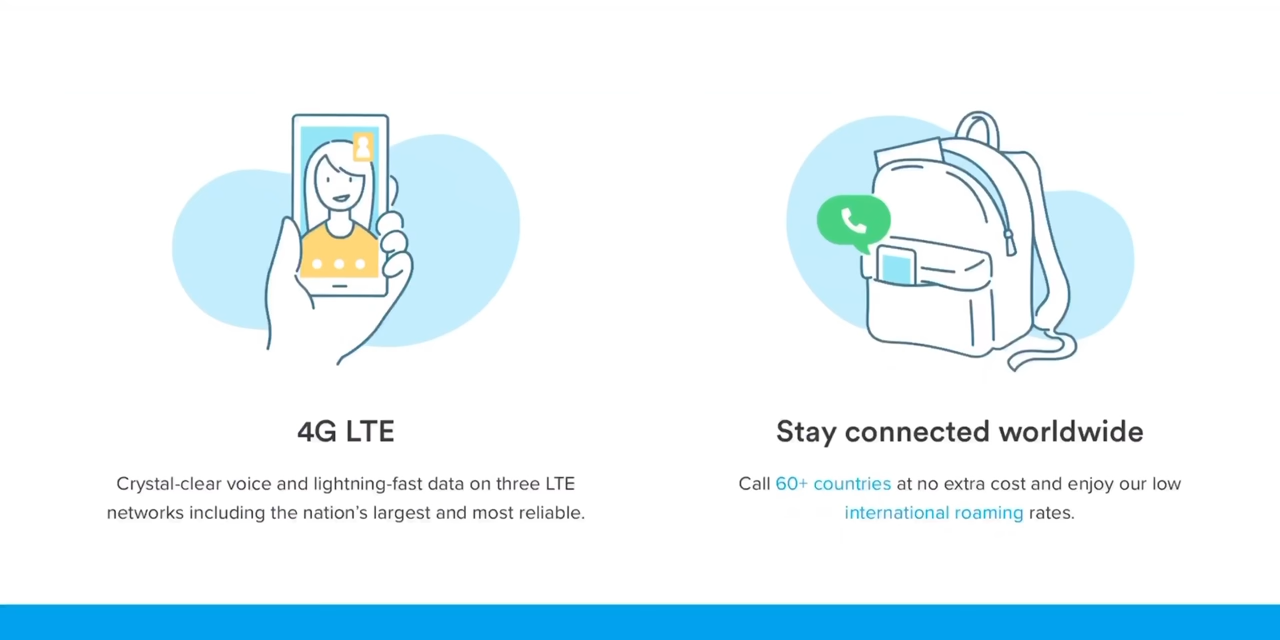 4G LTE
Crystal-clear voice and lightning-fast data on three LTE
networks including the nation's largest and most reliable.
Stay connected worldwide
Call 60+ countries at no extra cost and enjoy our low
international roaming rates.